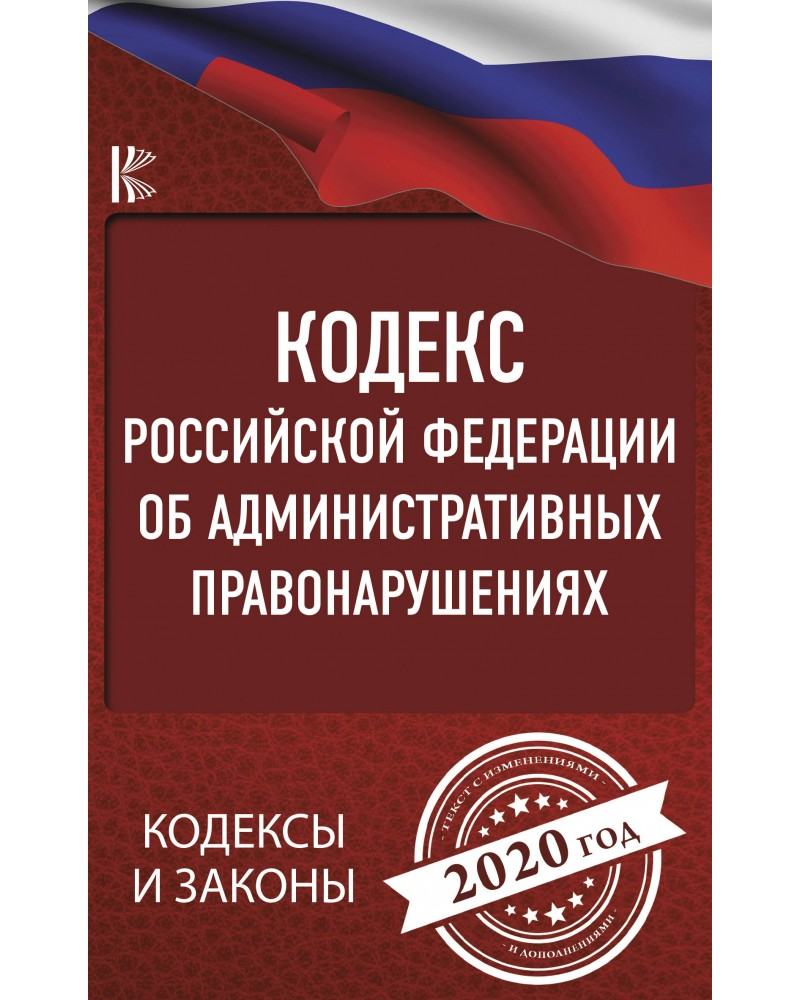 К
КОДЕКС
РОССИЙСКОЙ ФЕДЕРАЦИИ
ОБ АДМИНИСТРАТИВНЫХ
ПРАВОНАРУШЕНИЯХ
КОДЕКСЫ
И ЗАКОНЫ
- ТЕКСТ С ИЗМЕНЕНИЯМИ -
2020 ГОД
- И ДОПОЛНЕНИЯМИ -